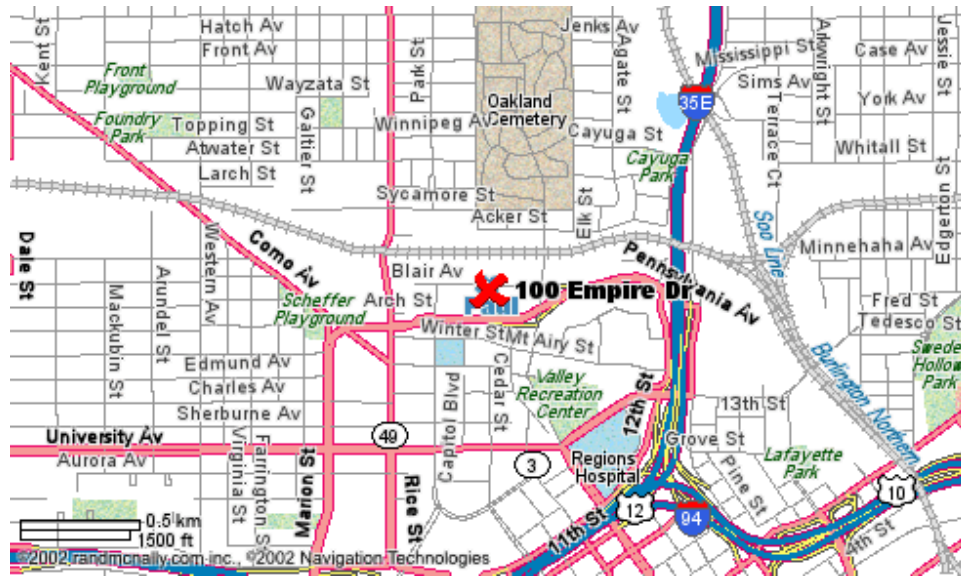 Hatch Av
Front Av
Kent St
Front
Playground
Wayzata St
Foundry
Park
Topping St
Atwater St
Larch St
Galtier St
Park St
Winnipeg Av
Oakland
Cemetery
Jenks Av
Agate St
Mississippi St
Sims Av
Arkwright St
Case Av
Jessie St
York Av
35E
Cayuga St
Cayuga
Park
Terrace Ct
Whitall St
Sycamore St
Acker St
Elk St
Edgerton St
Dale St
Western Av
Como Av
Blair Av
Pennsylvania Av
Soo Line
Minnehaha Av
Mackubin St
Arundel St
Scheffer
Playground
Arch St
Paul
100 Empire Dr
Fred St
Tedesco St
Winter St
Mt Airy St
Edmund Av
Charles Av
Sherburne Av
Capitol Blvd
Cedar St
Valley
Recreation
Center
12th St
13th St
Burlington Northern
Hollow
Park
University Av
Aurora Av
Virginia St
Farrington S
Marion St
49
Rice St
3
Regions
Hospital
Grove St
Pine St
Lafayette
Park
11th St
12
94
10
4th St
0.5 km
1500 ft
©2002 randmcnally.com inc., ©2002 Navigation Technologies